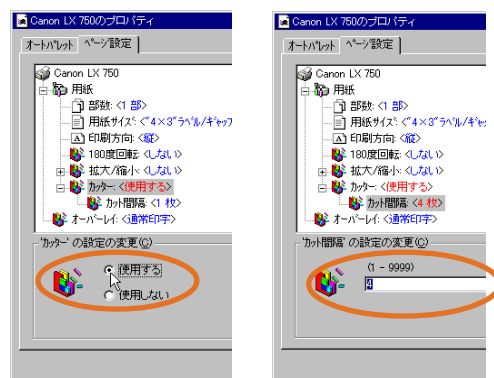 Canon LX 750のプロパティ
オートパレット ページ設定
Canon LX 750
用紙
部数: <1 部>
用紙サイズ: <"4×3"ラベル/ギャップ
印刷方向: <縦>
180度回転: <しない>
拡大/縮小: <しない>
カッター: <使用する>
カット間隔: <1 枚>
オーバーレイ: <通常印字>
'カッター' の設定の変更(C)
使用する
使用しない
Canon LX 750のプロパティ
オートパレット ページ設定
Canon LX 750
用紙
部数: <1 部>
用紙サイズ: <"4×3"ラベル/ギャッ
印刷方向: <縦>
180度回転: <しない>
拡大/縮小: <しない>
カッター: <使用する>
カット間隔: <4 枚>
オーバーレイ: <通常印字>
'カット間隔' の設定の変更(C)
(1 - 9999)
4